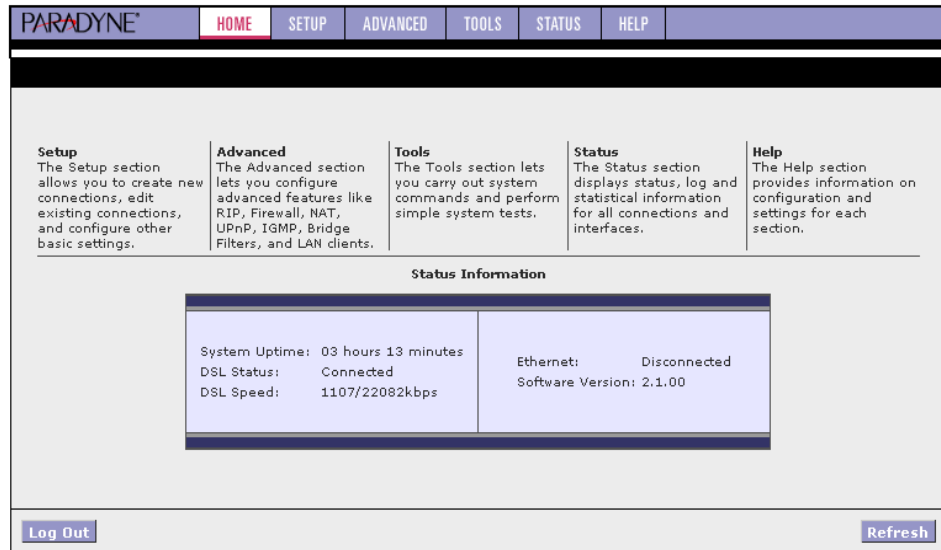 PARADYNE®
HOME
SETUP
ADVANCED
TOOLS
STATUS
HELP
Setup
The Setup section
allows you to create new
connections, edit
existing connections,
and configure other
basic settings.
Advanced
The Advanced section
lets you configure
advanced features like
RIP, Firewall, NAT,
UPnP, IGMP, Bridge
Filters, and LAN clients.
Tools
The Tools section lets
you carry out system
commands and perform
simple system tests.
Status
The Status section
displays status, log and
statistical information
for all connections and
interfaces.
Help
The Help section
provides information on
configuration and
settings for each
section.
Status Information
System Uptime: 03 hours 13 minutes
DSL Status: Connected
DSL Speed: 1107/22082kbps
Ethernet: Disconnected
Software Version: 2.1.00
Log Out
Refresh